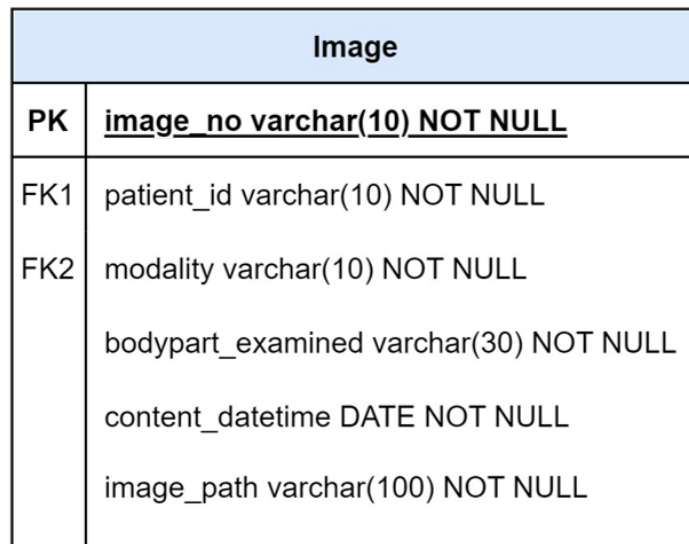 Image
PK image_no varchar(10) NOT NULL
FK1 patient_id varchar(10) NOT NULL
FK2 modality varchar(10) NOT NULL
bodypart_examined varchar(30) NOT NULL
content_datetime DATE NOT NULL
image_path varchar(100) NOT NULL